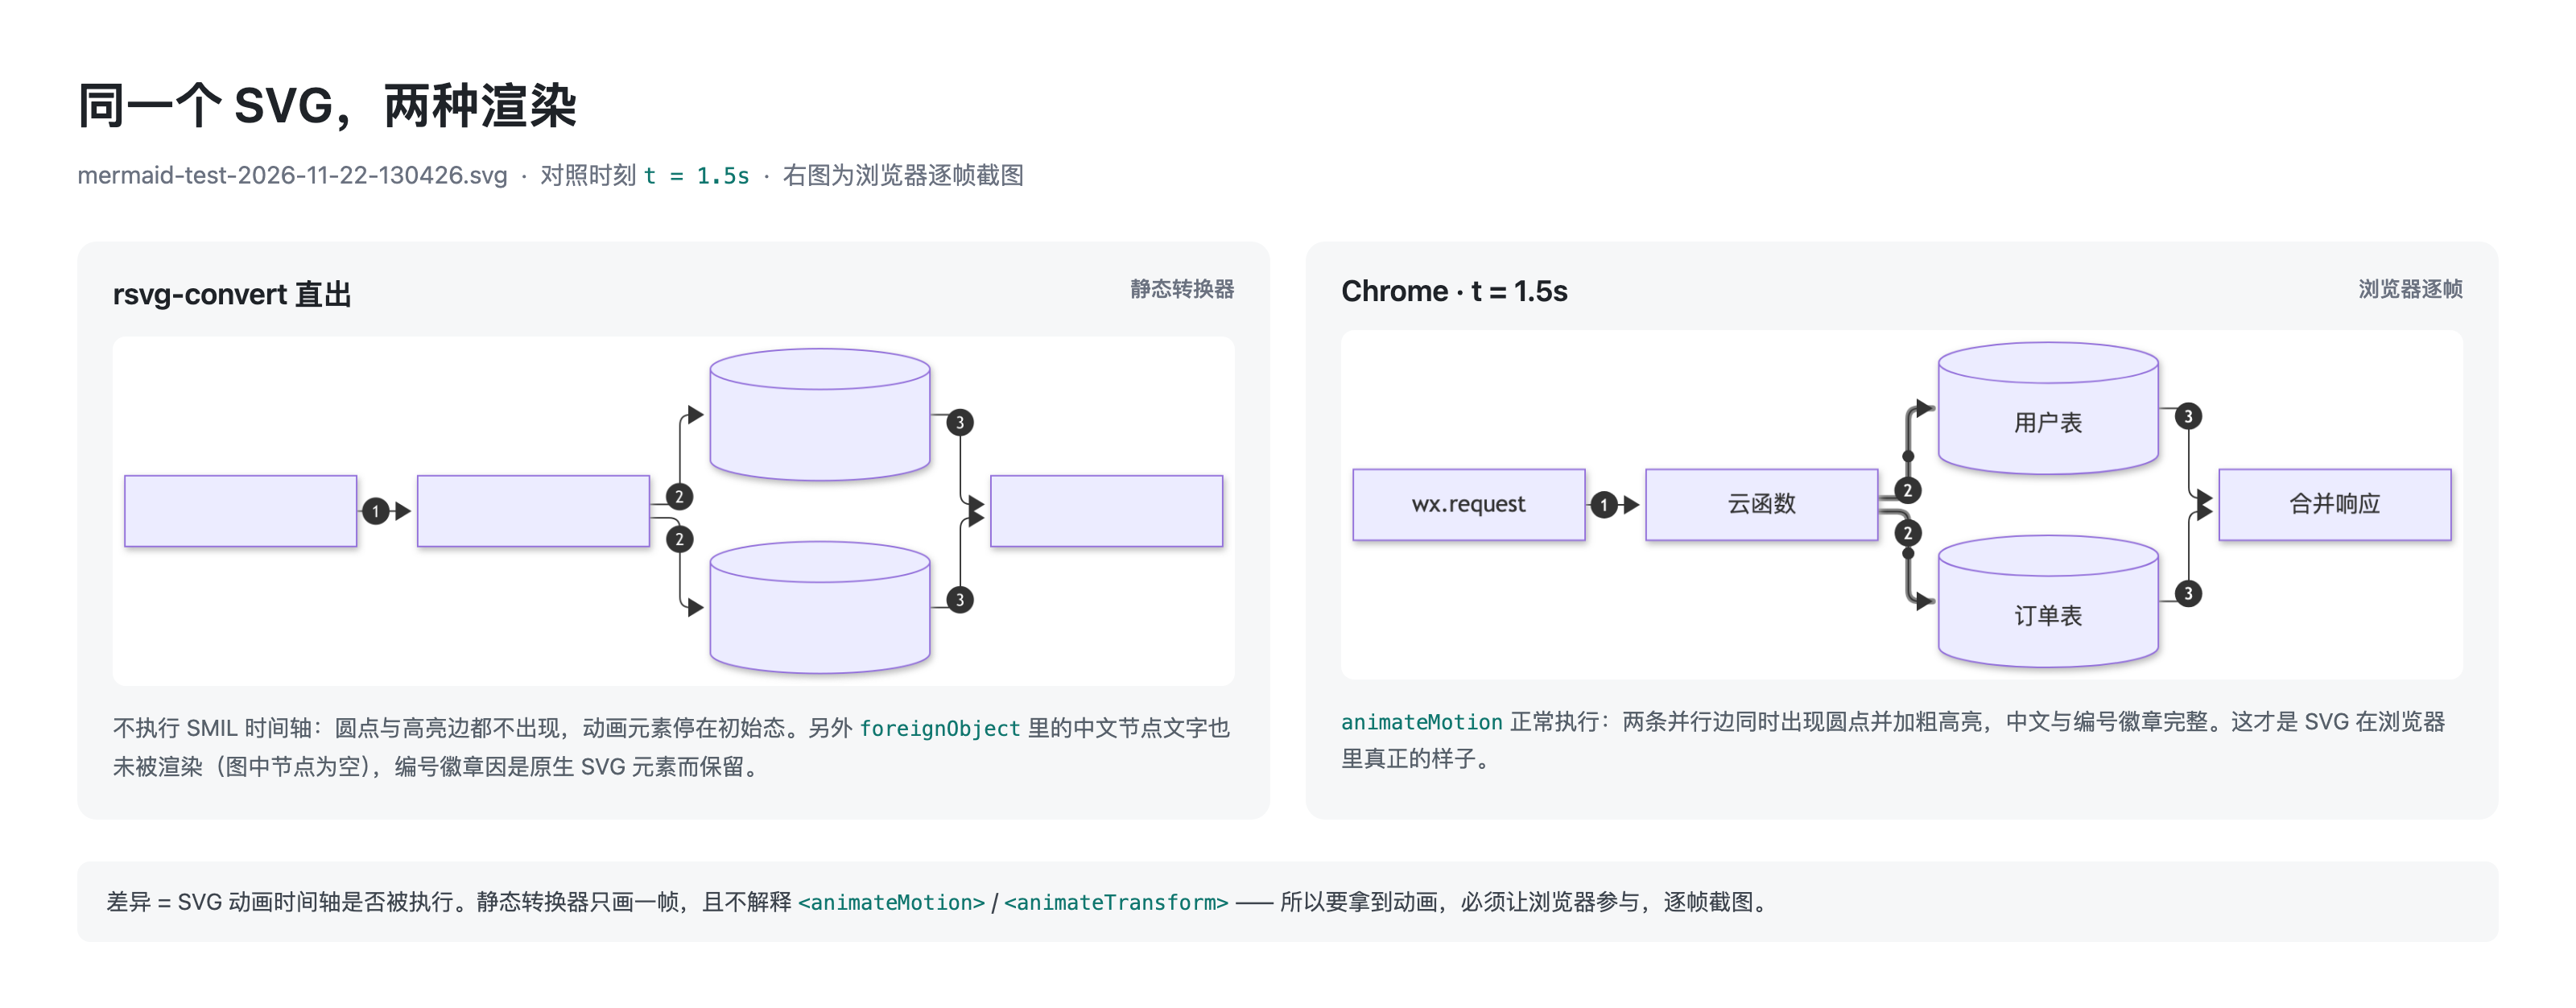 同一个 SVG，两种渲染
mermaid-test-2026-11-22-130426.svg · 对照时刻 t = 1.5s · 右图为浏览器逐帧截图
rsvg-convert 直出
静态转换器
1
2
2
3
3
不执行 SMIL 时间轴：圆点与高亮边都不出现，动画元素停在初始态。另外 foreignObject 里的中文节点文字也
未被渲染（图中节点为空），编号徽章因是原生 SVG 元素而保留。
Chrome · t = 1.5s
浏览器逐帧
wx.request
1
云函数
2
2
用户表
订单表
3
3
合并响应
animateMotion 正常执行：两条并行边同时出现圆点并加粗高亮，中文与编号徽章完整。这才是 SVG 在浏览器
里真正的样子。
差异 = SVG 动画时间轴是否被执行。静态转换器只画一帧，且不解释 <animateMotion> / <animateTransform> —— 所以要拿到动画，必须让浏览器参与，逐帧截图。